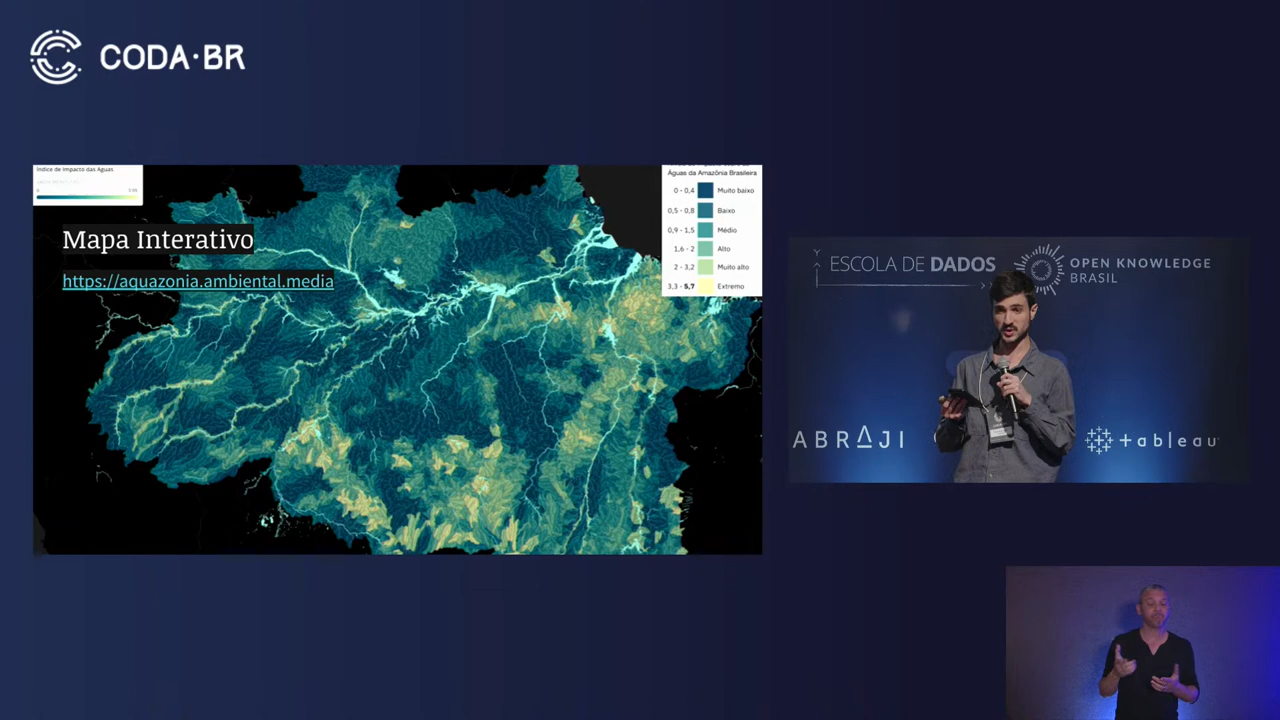 CODA·BR
Índice de Impacto das Águas
Mapa Interativo
https://aquazonia.ambiental.media
Águas da Amazônia Brasileira
0 - 0,4 Muito baixo
0,5 - 0,8 Baixo
0,9 - 1,5 Médio
1,6 - 2 Alto
2 - 3,2 Muito alto
3,3 - 5,7 Extremo
ESCOLA DE DADOS
OPEN KNOWLEDGE
BRASIL
ABRAJI
+ableau